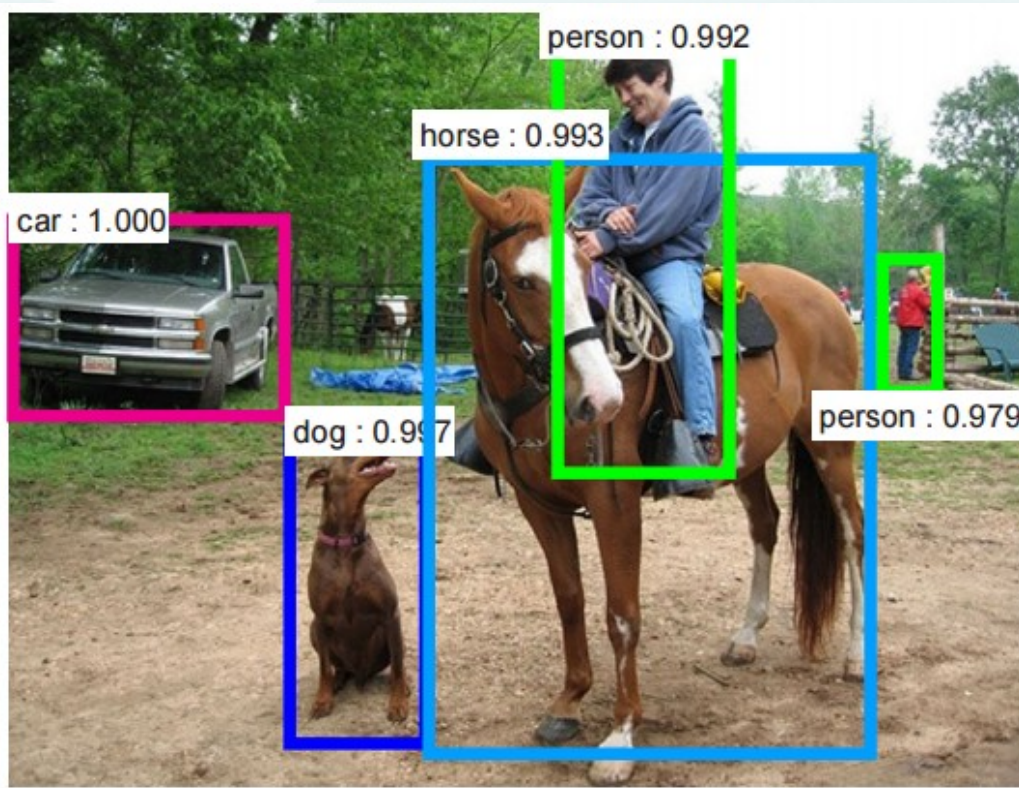 person : 0.992
horse : 0.993
car : 1.000
person : 0.979
dog : 0.997